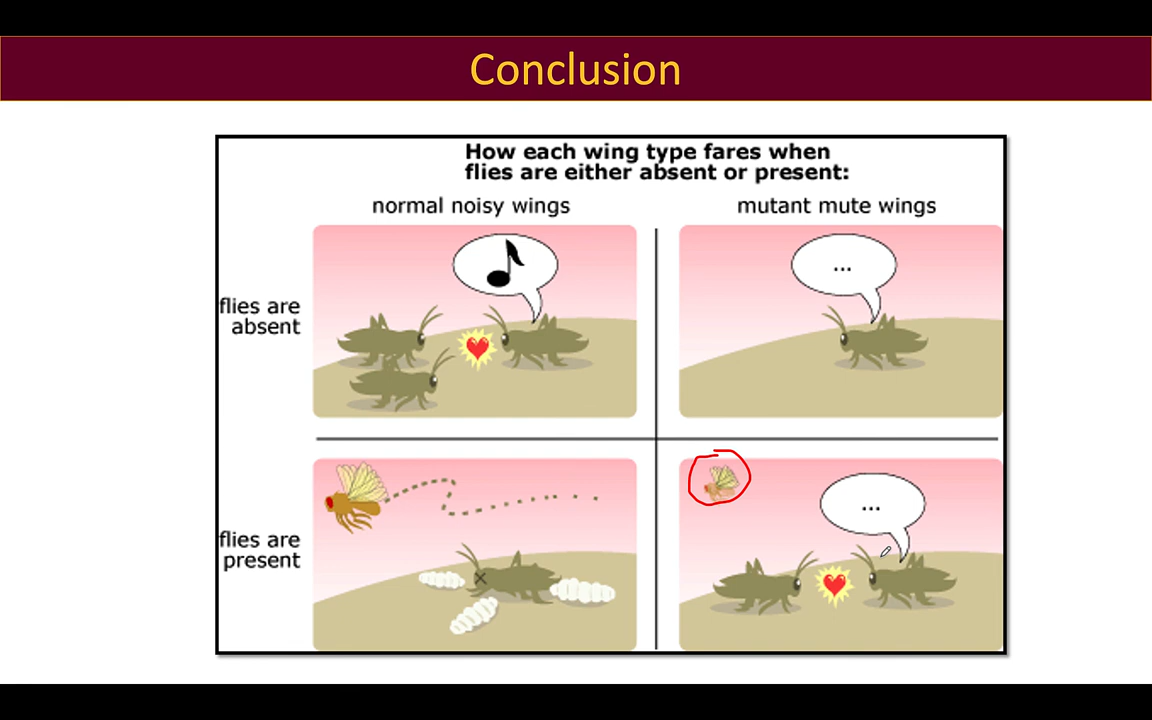 Conclusion
How each wing type fares when
flies are either absent or present:
normal noisy wings
mutant mute wings
...
flies are
absent
...
flies are
present